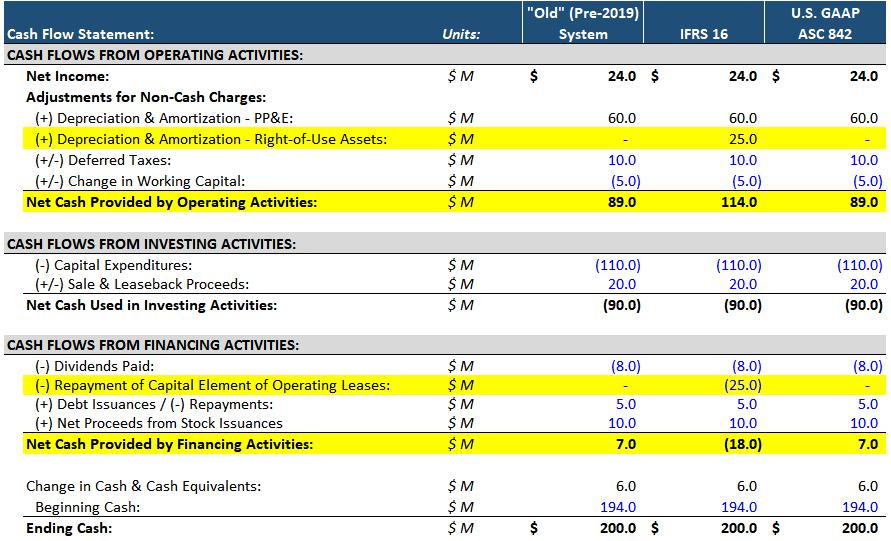 "Old" (Pre-2019) U.S. GAAP
Cash Flow Statement: Units: System IFRS 16 ASC 842
CASH FLOWS FROM OPERATING ACTIVITIES:
Net Income: $ M $ 24.0 $ 24.0 $ 24.0
Adjustments for Non-Cash Charges:
(+) Depreciation & Amortization - PP&E: $ M 60.0 60.0 60.0
(+) Depreciation & Amortization - Right-of-Use Assets: $ M - 25.0 -
(+/-) Deferred Taxes: $ M 10.0 10.0 10.0
(+/-) Change in Working Capital: $ M (5.0) (5.0) (5.0)
Net Cash Provided by Operating Activities: $ M 89.0 114.0 89.0
CASH FLOWS FROM INVESTING ACTIVITIES:
(-) Capital Expenditures: $ M (110.0) (110.0) (110.0)
(+/-) Sale & Leaseback Proceeds: $ M 20.0 20.0 20.0
Net Cash Used in Investing Activities: $ M (90.0) (90.0) (90.0)
CASH FLOWS FROM FINANCING ACTIVITIES:
(-) Dividends Paid: $ M (8.0) (8.0) (8.0)
(-) Repayment of Capital Element of Operating Leases: $ M - (25.0) -
(+) Debt Issuances / (-) Repayments: $ M 5.0 5.0 5.0
(+) Net Proceeds from Stock Issuances $ M 10.0 10.0 10.0
Net Cash Provided by Financing Activities: $ M 7.0 (18.0) 7.0
Change in Cash & Cash Equivalents: $ M 6.0 6.0 6.0
Beginning Cash: $ M 194.0 194.0 194.0
Ending Cash: $ M $ 200.0 $ 200.0 $ 200.0